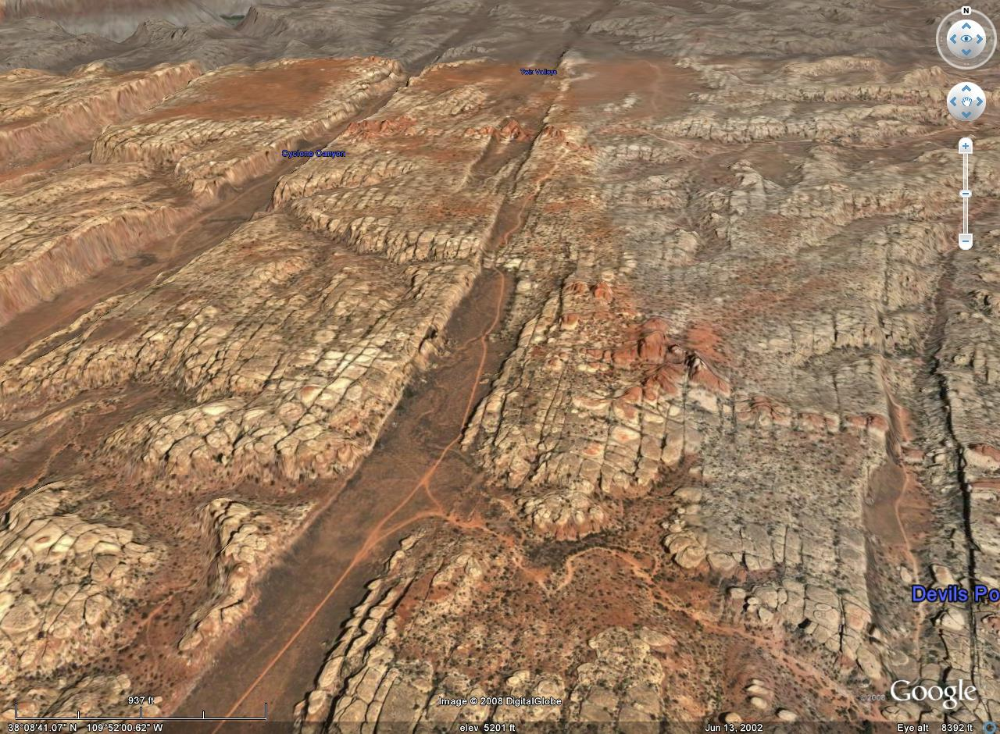 N
Twin Valleys
Cyclone Canyon
Devils Po
937 ft
Image © 2008 DigitalGlobe
©2008 Google
38°08'41.07" N 109°52'00.62" W elev 5201 ft Jun 13, 2002 Eye alt 8392 ft